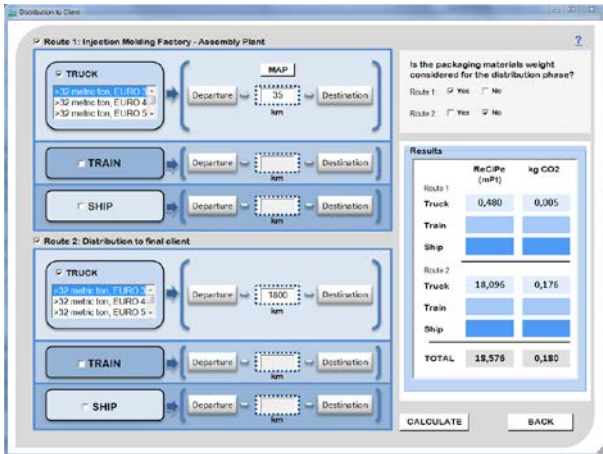 Distribution to Client
Route 1: Injection Molding Factory - Assembly Plant
?
TRUCK
>32 metric ton, EURO 3
>32 metric ton, EURO 4
>32 metric ton, EURO 5
MAP
Departure
35
Destination
km
TRAIN
Departure
Destination
km
SHIP
Departure
Destination
km
Route 2: Distribution to final client
TRUCK
>32 metric ton, EURO 3
>32 metric ton, EURO 4
>32 metric ton, EURO 5
Departure
1800
Destination
km
TRAIN
Departure
Destination
km
SHIP
Departure
Destination
km
Is the packaging materials weight
considered for the distribution phase?
Route 1: Yes No
Route 2: Yes No
Results
ReCiPe kg CO2
(mPt)
Route 1
Truck 0,480 0,005
Train
Ship
Route 2
Truck 18,096 0,176
Train
Ship
TOTAL 18,576 0,180
CALCULATE BACK